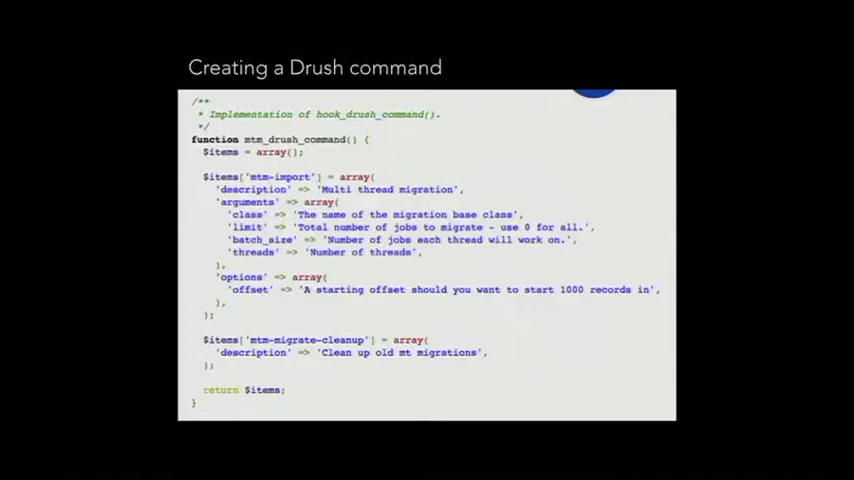 Creating a Drush command
/**
 * Implementation of hook_drush_command().
 */
function mtm_drush_command() {
  $items = array();
  $items['mtm-import'] = array(
    'description' => 'Multi thread migration',
    'arguments' => array(
      'class' => 'The name of the migration base class',
      'limit' => 'Total number of jobs to migrate - use 0 for all.',
      'batch_size' => 'Number of jobs each thread will work on.',
      'threads' => 'Number of threads',
    ),
    'options' => array(
      'offset' => 'A starting offset should you want to start 1000 records in',
    ),
  );
  $items['mtm-migrate-cleanup'] = array(
    'description' => 'Clean up old mt migrations',
  );
  return $items;
}